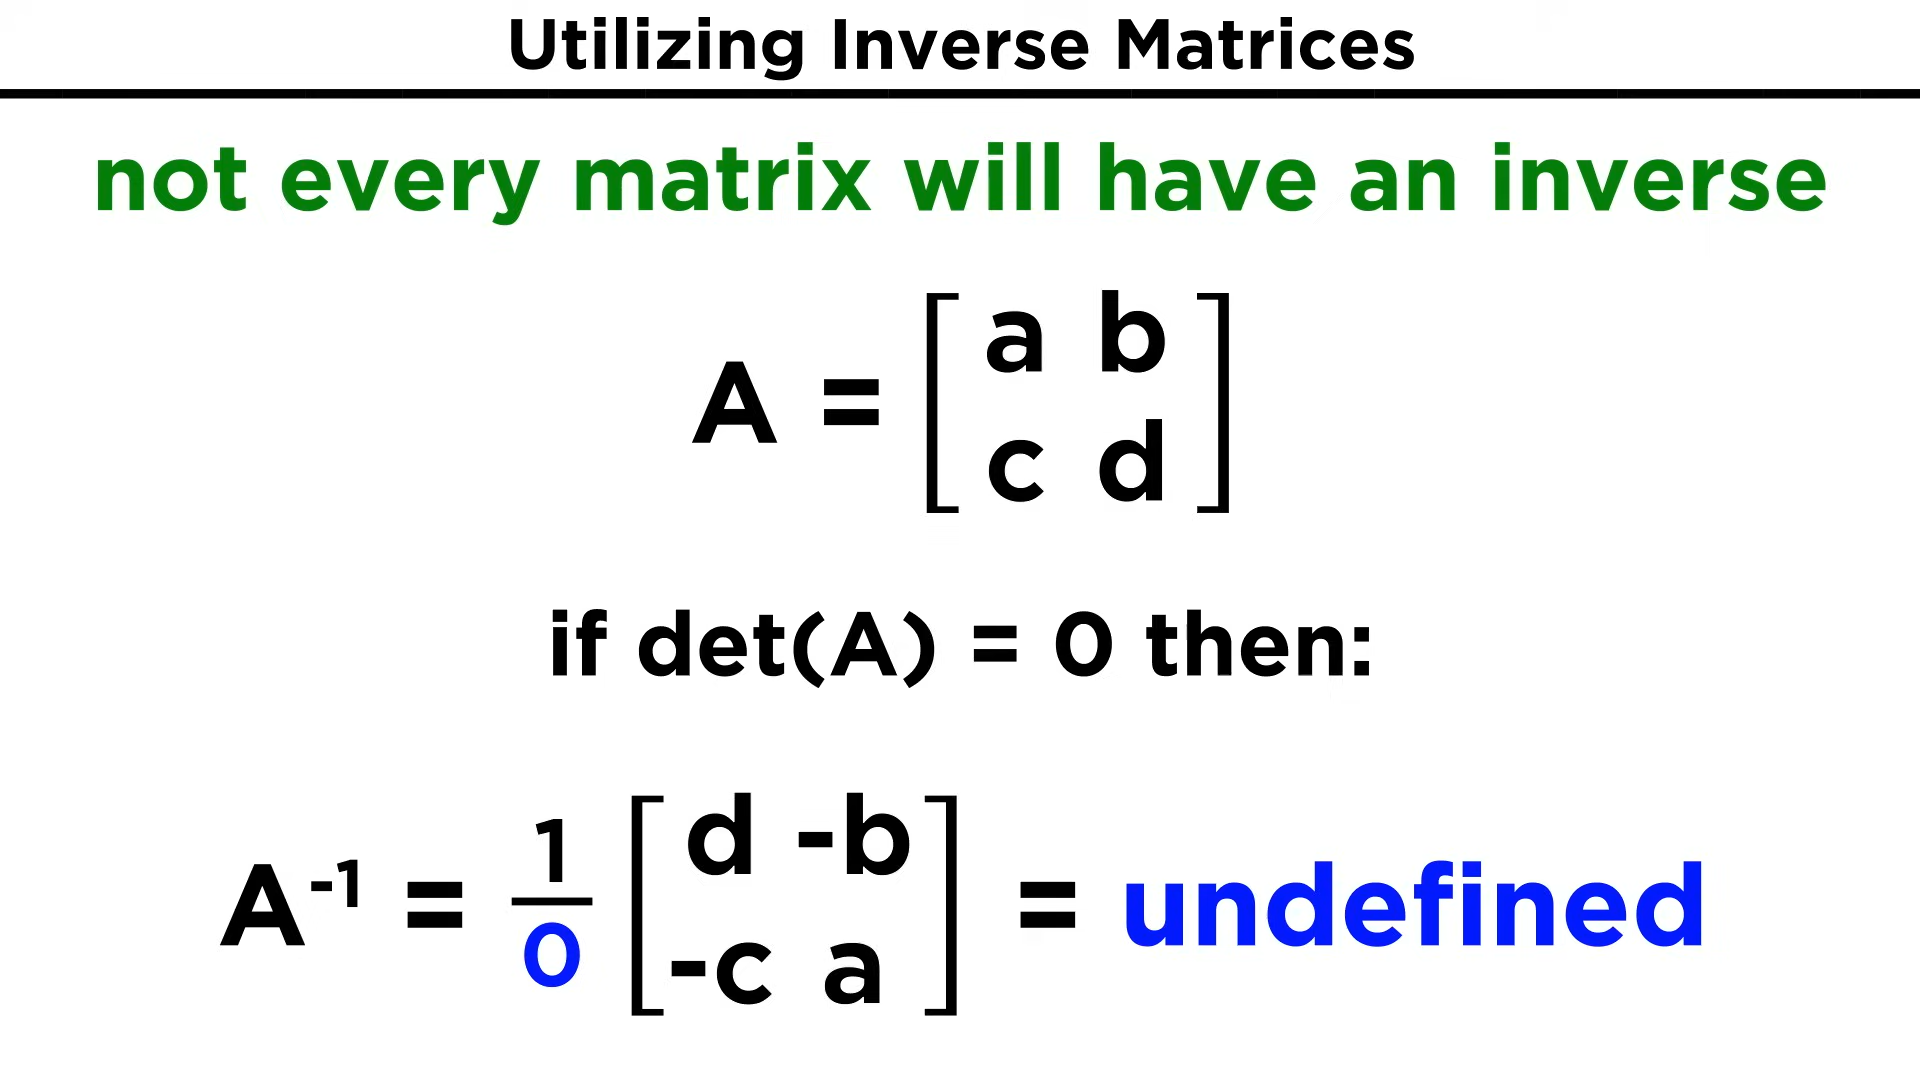 Utilizing Inverse Matrices
not every matrix will have an inverse
A = [a b
c d]
if det(A) = 0 then:
A⁻¹ = 1/0 [d -b
-c a] = undefined